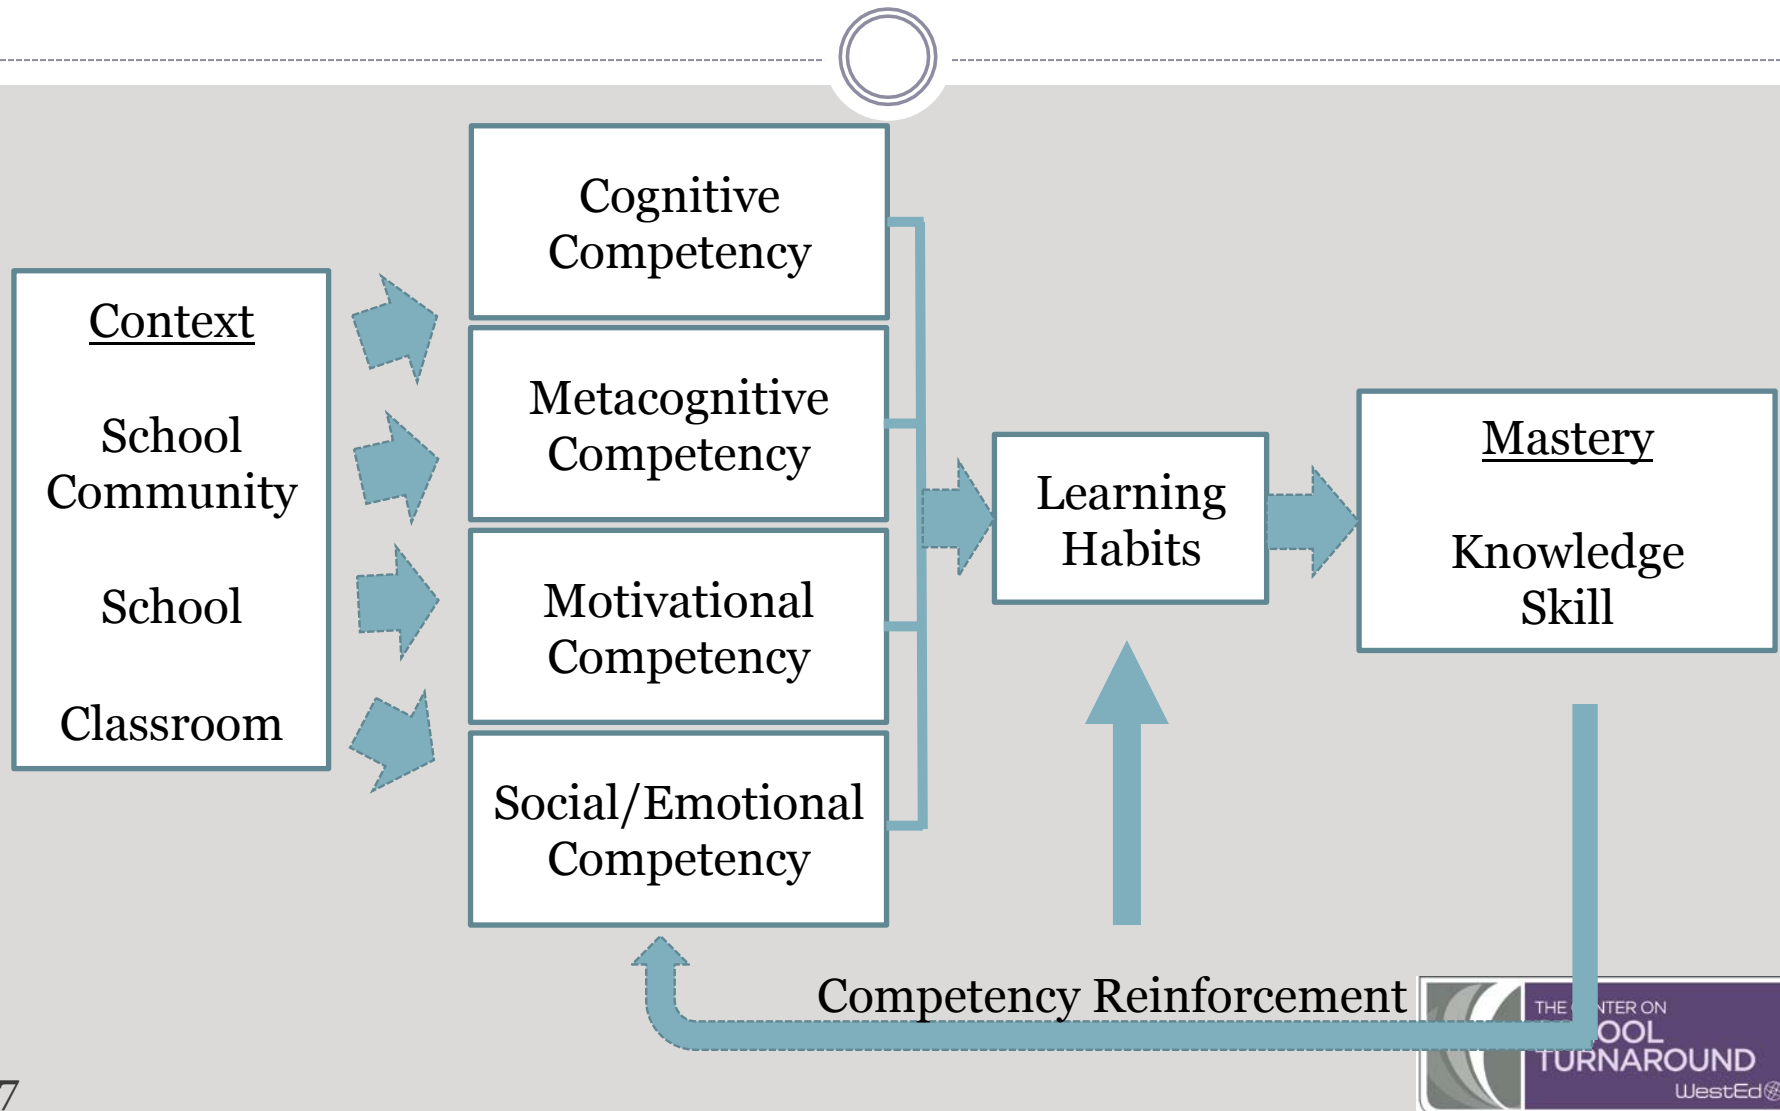 Context
School
Community
School
Classroom
Cognitive
Competency
Metacognitive
Competency
Motivational
Competency
Social/Emotional
Competency
Learning
Habits
Mastery
Knowledge
Skill
Competency Reinforcement
THE NTER ON
OOL
TURNAROUND
WestEd
7